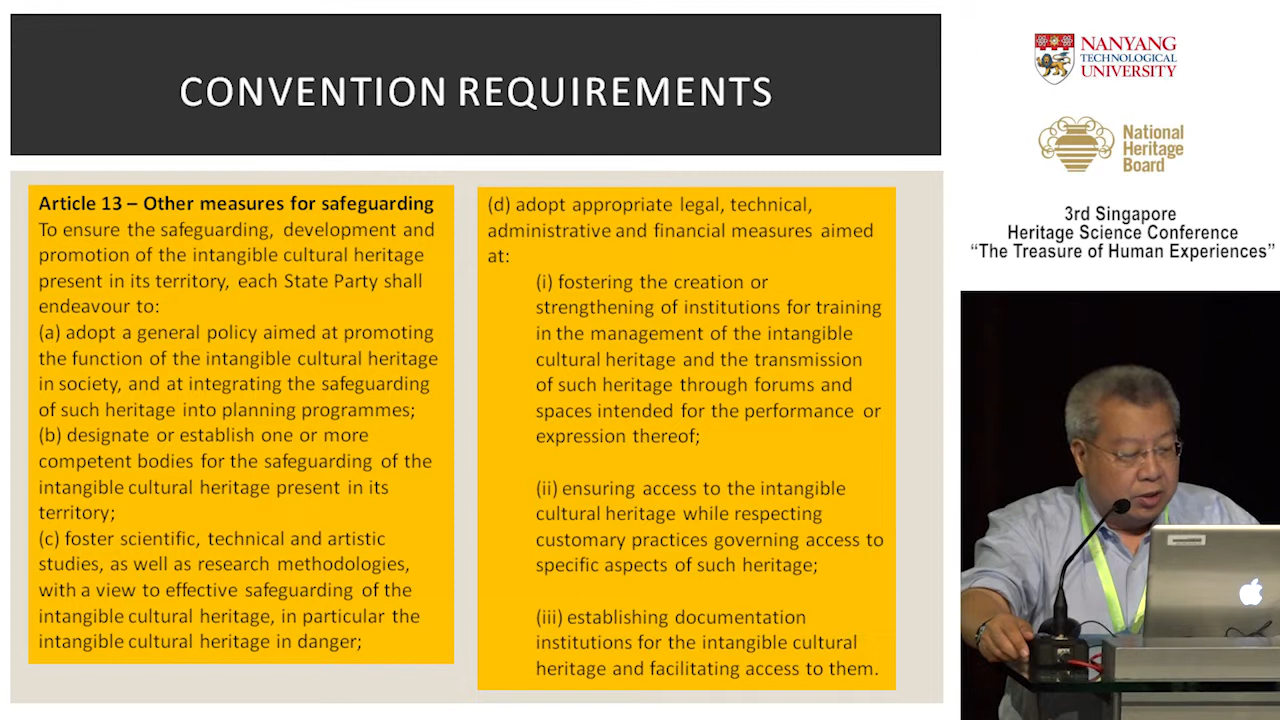 CONVENTION REQUIREMENTS
Article 13 – Other measures for safeguarding
To ensure the safeguarding, development and
promotion of the intangible cultural heritage
present in its territory, each State Party shall
endeavour to:
(a) adopt a general policy aimed at promoting
the function of the intangible cultural heritage
in society, and at integrating the safeguarding
of such heritage into planning programmes;
(b) designate or establish one or more
competent bodies for the safeguarding of the
intangible cultural heritage present in its
territory;
(c) foster scientific, technical and artistic
studies, as well as research methodologies,
with a view to effective safeguarding of the
intangible cultural heritage, in particular the
intangible cultural heritage in danger;
(d) adopt appropriate legal, technical,
administrative and financial measures aimed
at:
(i) fostering the creation or
strengthening of institutions for training
in the management of the intangible
cultural heritage and the transmission
of such heritage through forums and
spaces intended for the performance or
expression thereof;
(ii) ensuring access to the intangible
cultural heritage while respecting
customary practices governing access to
specific aspects of such heritage;
(iii) establishing documentation
institutions for the intangible cultural
heritage and facilitating access to them.
NANYANG
TECHNOLOGICAL
UNIVERSITY
National
Heritage
Board
3rd Singapore
Heritage Science Conference
“The Treasure of Human Experiences”